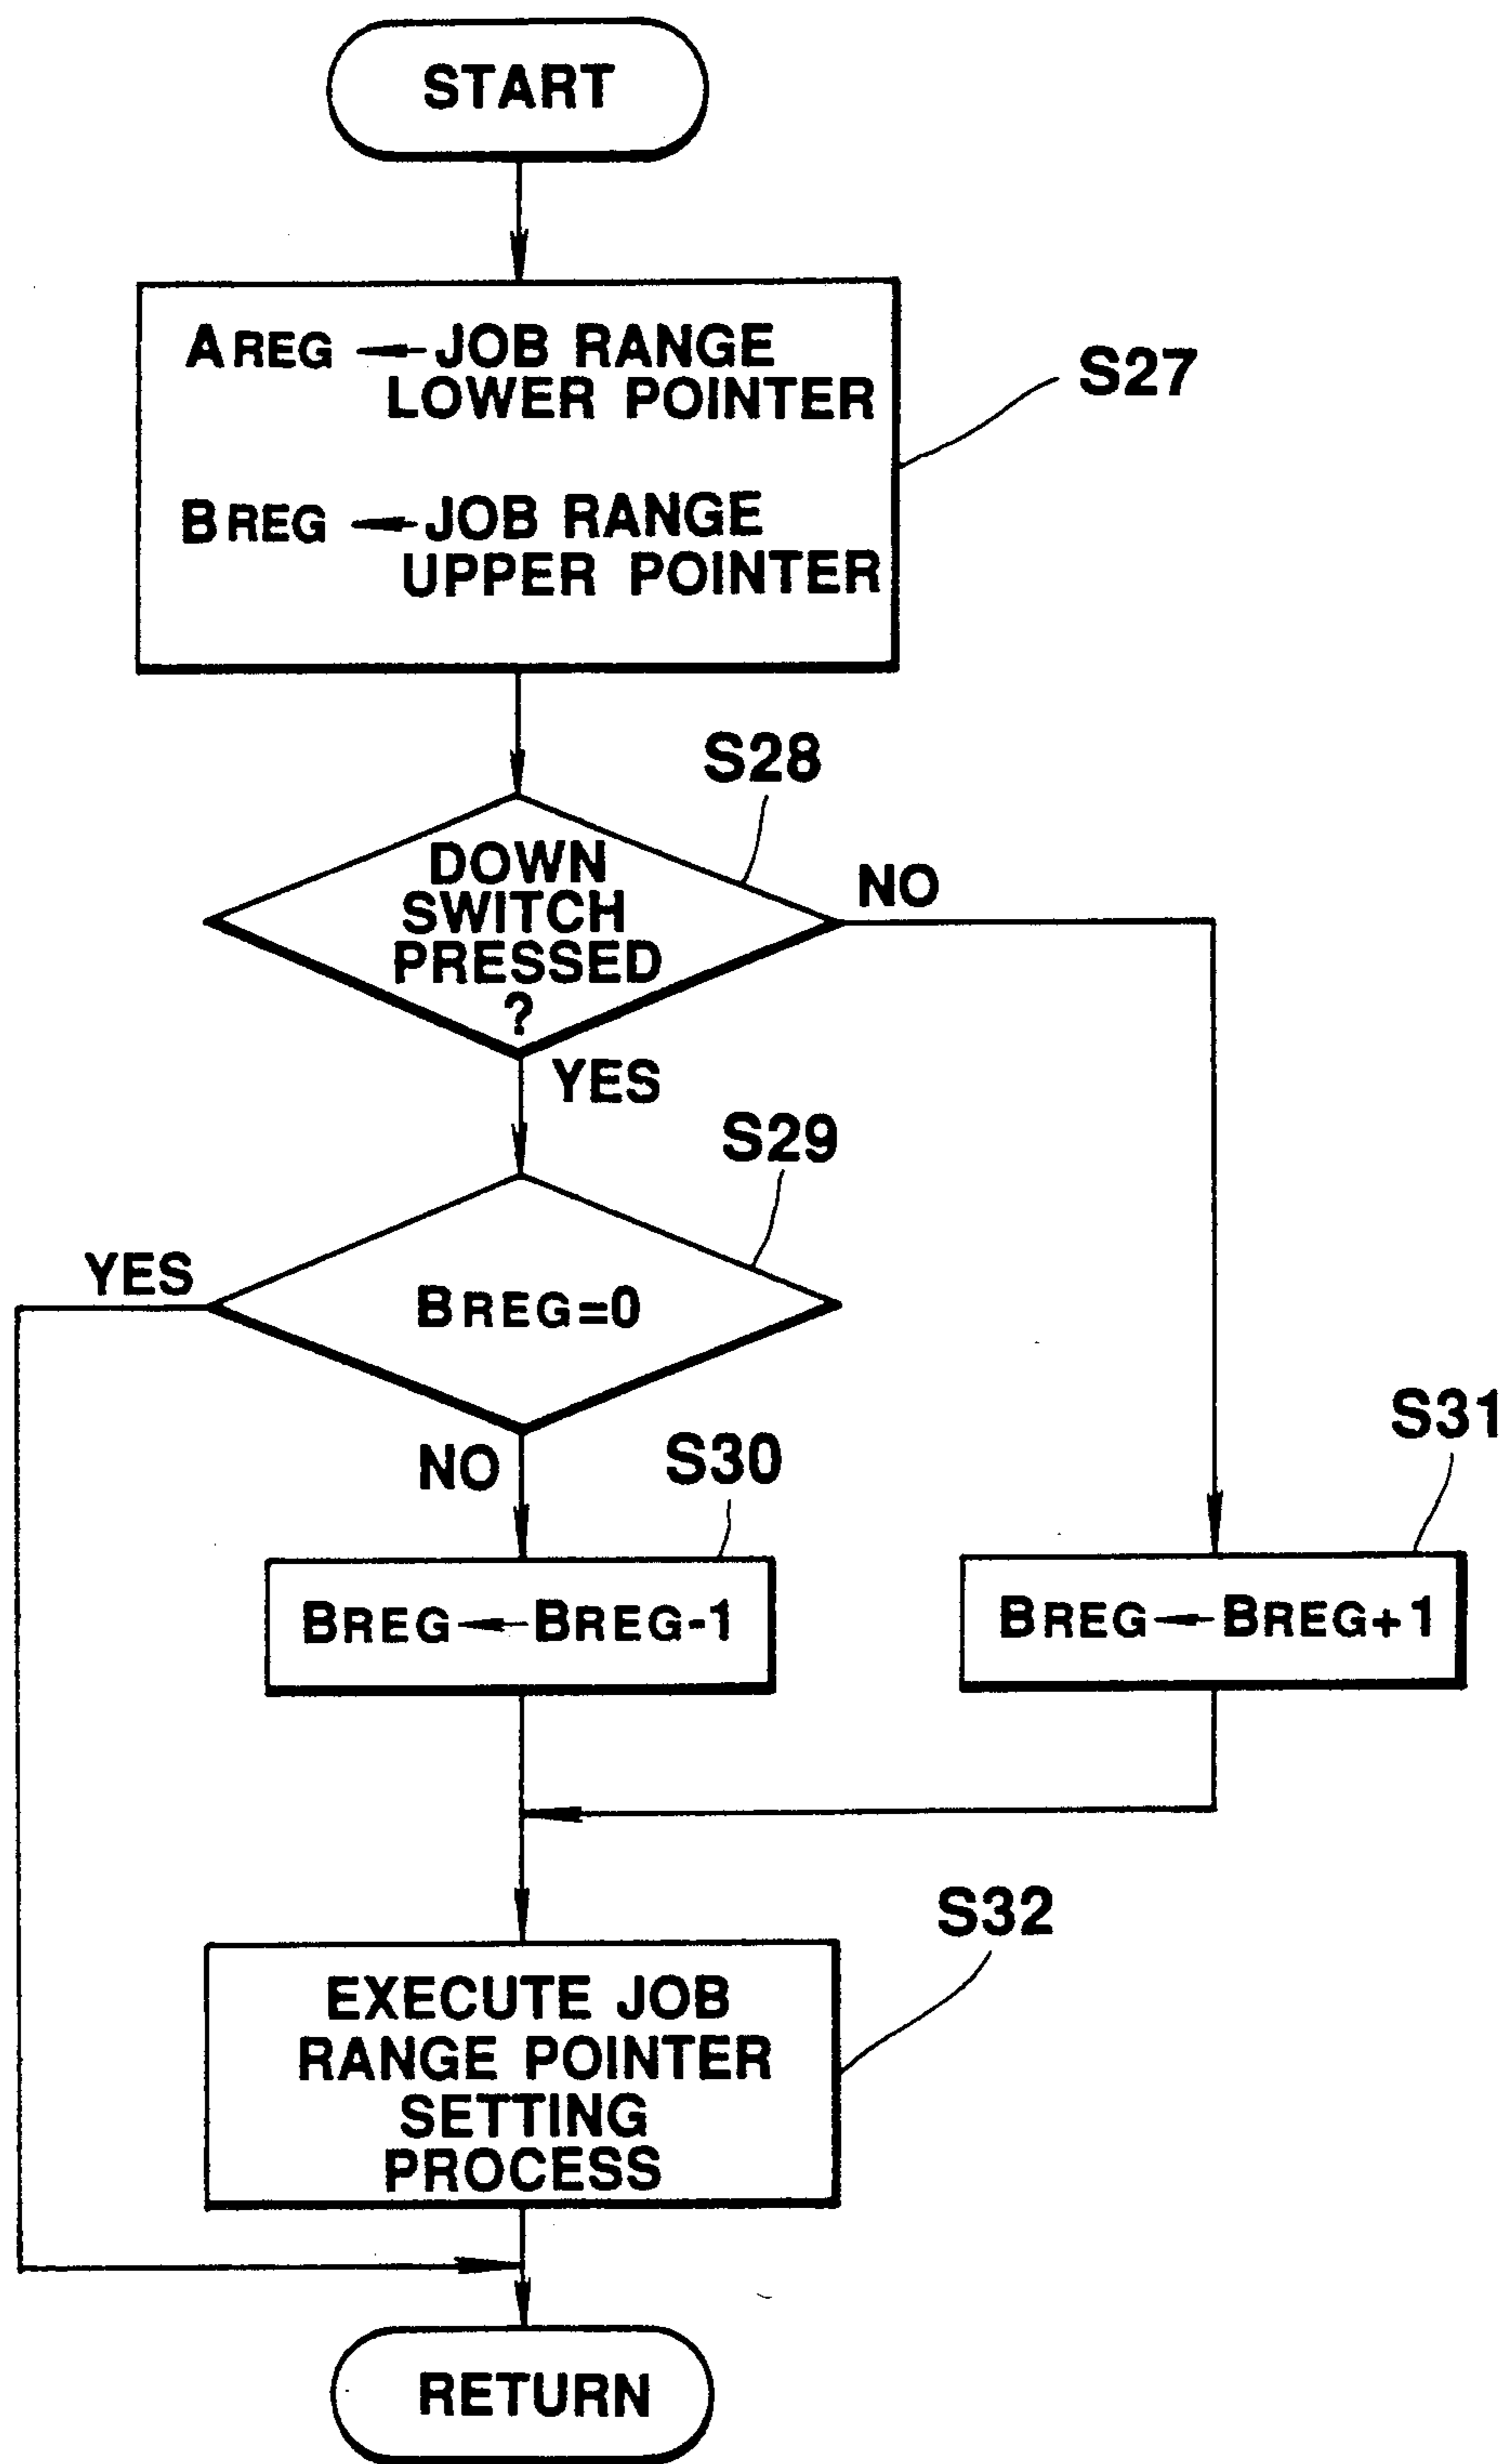 START
AREG ← JOB RANGE
LOWER POINTER
BREG ← JOB RANGE
UPPER POINTER
S27
S28
DOWN
SWITCH
PRESSED
?
NO
YES
S29
YES
BREG=0
NO
S30
S31
BREG←BREG-1
BREG←BREG+1
S32
EXECUTE JOB
RANGE POINTER
SETTING
PROCESS
RETURN